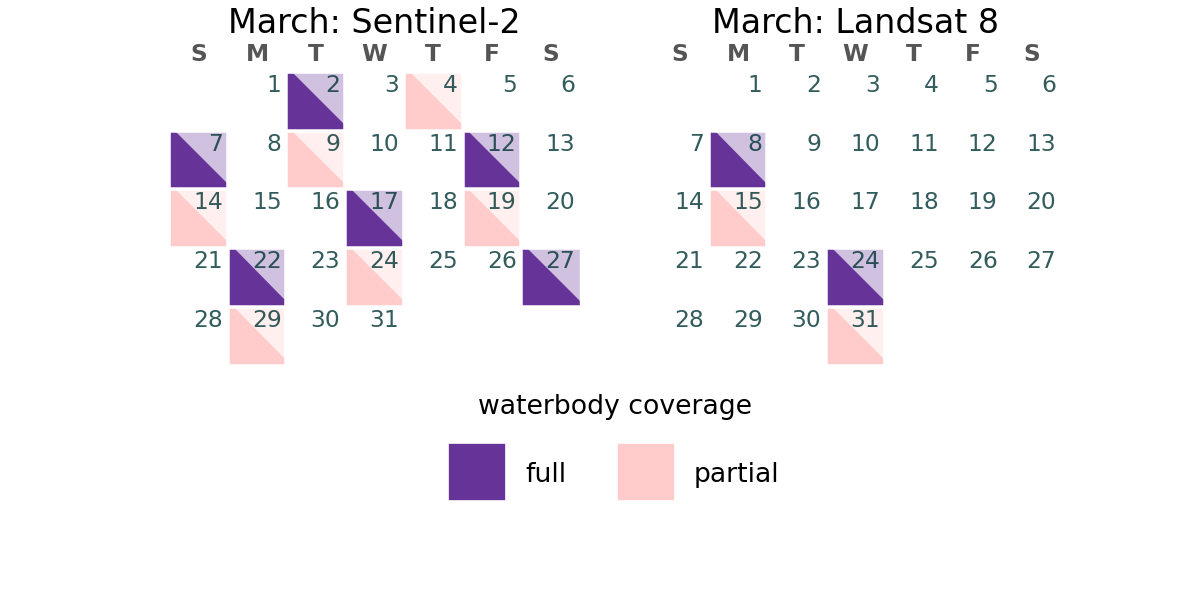 March: Sentinel-2
S M T W T F S
1 2 3 4 5 6
7 8 9 10 11 12 13
14 15 16 17 18 19 20
21 22 23 24 25 26 27
28 29 30 31
March: Landsat 8
S M T W T F S
1 2 3 4 5 6
7 8 9 10 11 12 13
14 15 16 17 18 19 20
21 22 23 24 25 26 27
28 29 30 31
waterbody coverage
full
partial